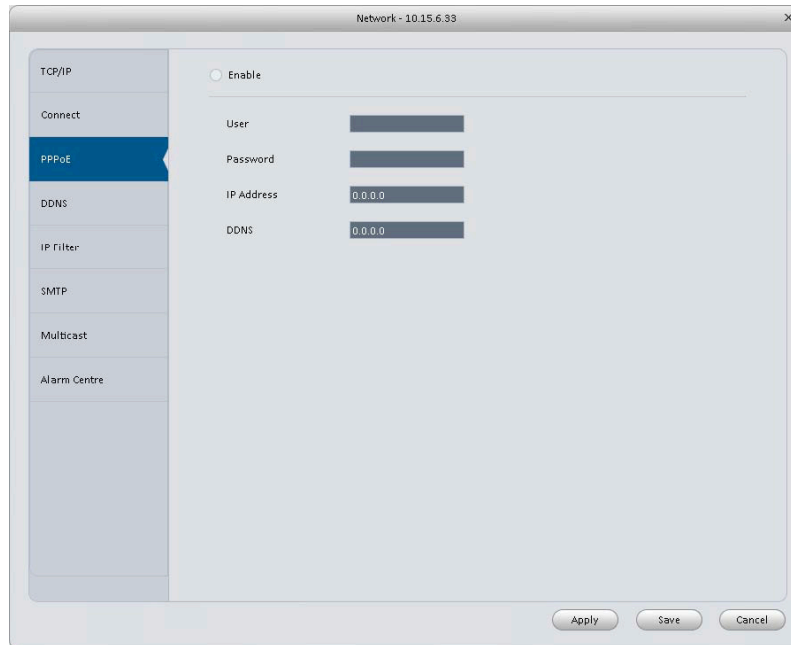 Network - 10.15.6.33
TCP/IP
Connect
PPPoE
DDNS
IP Filter
SMTP
Multicast
Alarm Centre
Enable
User
Password
IP Address 0.0.0.0
DDNS 0.0.0.0
Apply Save Cancel